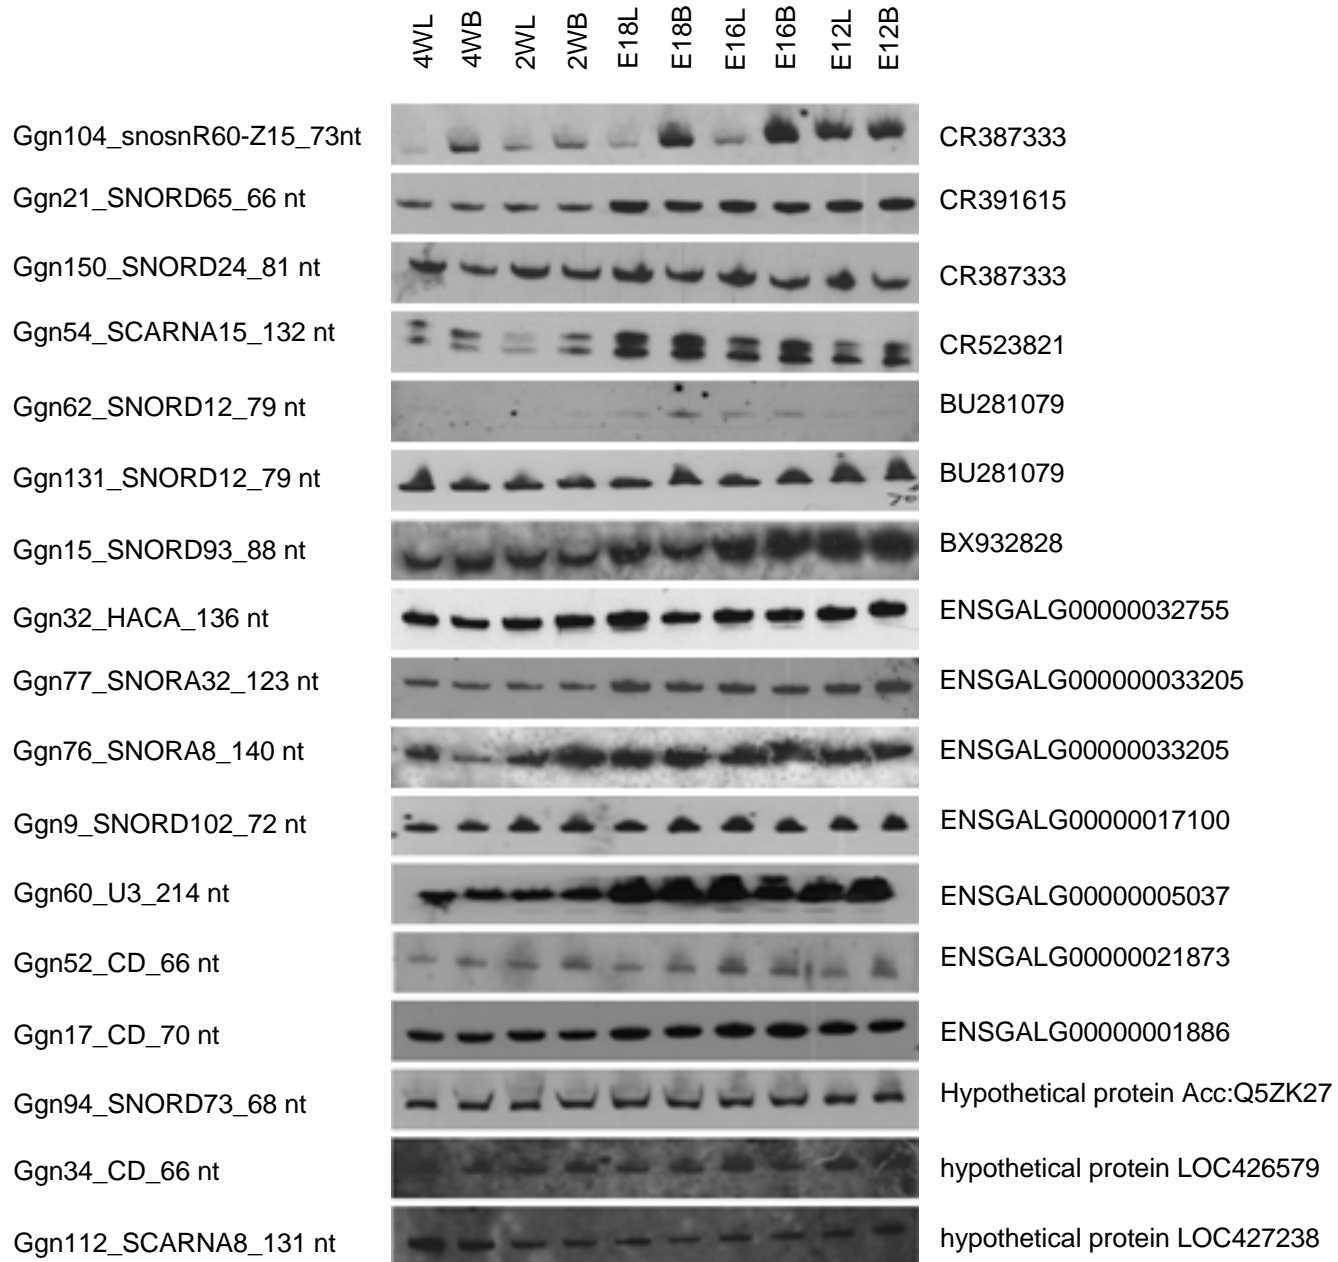 4WL 4WB 2WL 2WB E18L E18B E16L E16B E12L E12B
Ggn104_snosnR60-Z15_73nt CR387333
Ggn21_SNORD65_66 nt CR391615
Ggn150_SNORD24_81 nt CR387333
Ggn54_SCARNA15_132 nt CR523821
Ggn62_SNORD12_79 nt BU281079
Ggn131_SNORD12_79 nt BU281079
Ggn15_SNORD93_88 nt BX932828
Ggn32_HACA_136 nt ENSGALG00000032755
Ggn77_SNORA32_123 nt ENSGALG000000033205
Ggn76_SNORA8_140 nt ENSGALG00000033205
Ggn9_SNORD102_72 nt ENSGALG00000017100
Ggn60_U3_214 nt ENSGALG00000005037
Ggn52_CD_66 nt ENSGALG00000021873
Ggn17_CD_70 nt ENSGALG00000001886
Ggn94_SNORD73_68 nt Hypothetical protein Acc:Q5ZK27
Ggn34_CD_66 nt hypothetical protein LOC426579
Ggn112_SCARNA8_131 nt hypothetical protein LOC427238